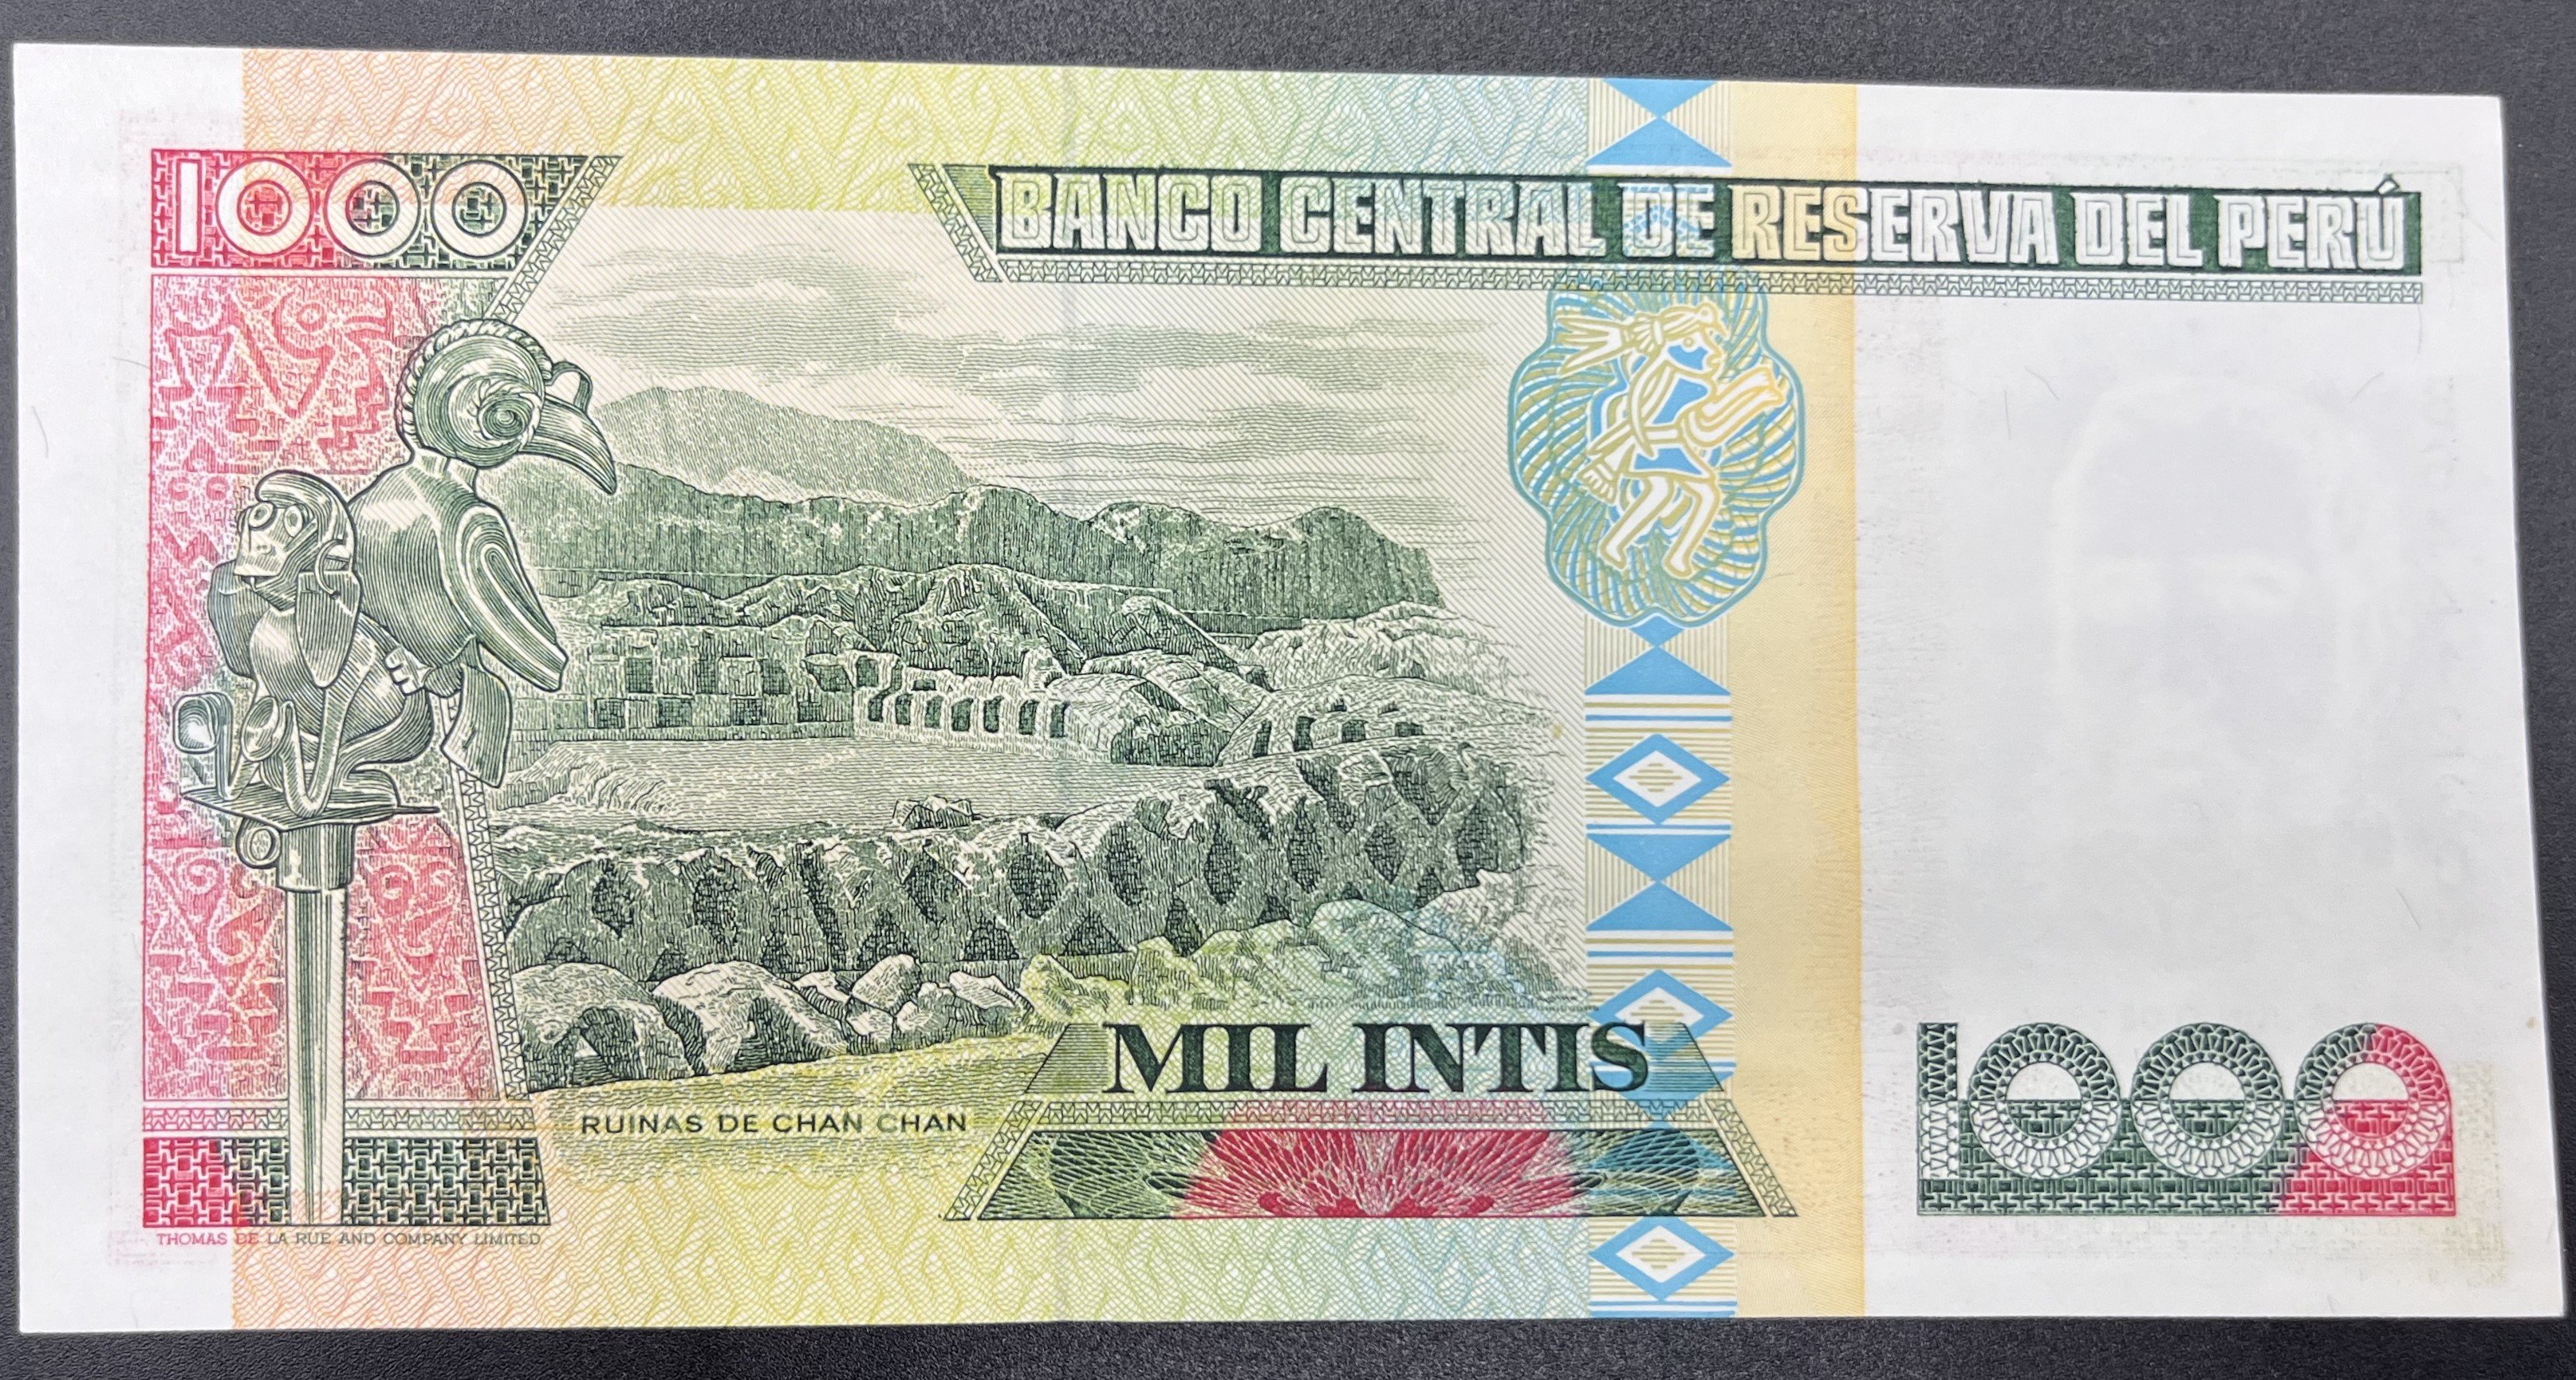 1000
BANCO CENTRAL DE RESERVA DEL PERÚ
MIL INTIS
RUINAS DE CHAN CHAN
1000
THOMAS DE LA RUE AND COMPANY LIMITED